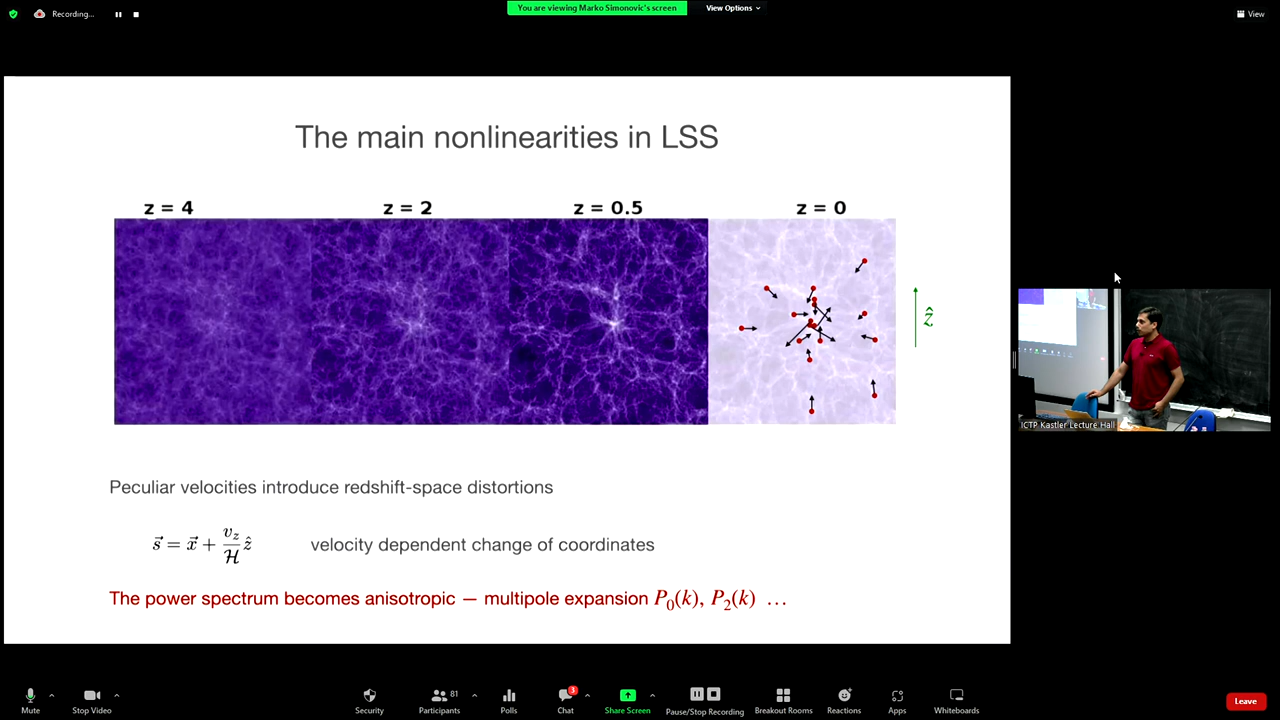 Recording...
You are viewing Marko Simonovic's screen
View Options
View
The main nonlinearities in LSS
z = 4
z = 2
z = 0.5
z = 0
ẑ
Peculiar velocities introduce redshift-space distortions
s⃗ = x⃗ + v_z/ℋ ẑ
velocity dependent change of coordinates
The power spectrum becomes anisotropic — multipole expansion P₀(k), P₂(k) …
ICTP Kastler Lecture Hall
Mute
Stop Video
Security
81
Participants
Polls
3
Chat
Share Screen
Pause/Stop Recording
Breakout Rooms
Reactions
Apps
Whiteboards
Leave